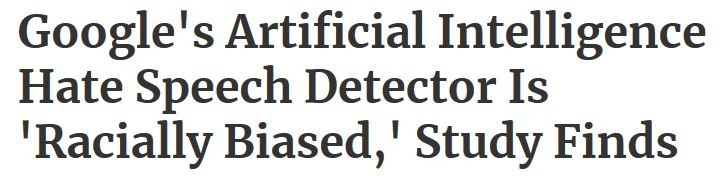 Google's Artificial Intelligence
Hate Speech Detector Is
'Racially Biased,' Study Finds